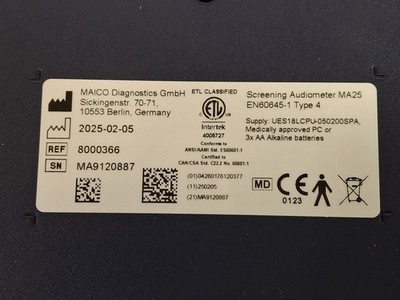 MAICO Diagnostics GmbH
Sickingenstr. 70-71,
10553 Berlin, Germany
2025-02-05
REF 8000366
SN MA9120887
ETL CLASSIFIED
ETL
Intertek
4005727
Conforms to
ANSI/AAMI Std. ES60601-1
Certified to
CAN/CSA Std. C22.2 No. 60601-1
Screening Audiometer MA25
EN60645-1 Type 4
Supply: UES18LCPU-050200SPA,
Medically approved PC or
3x AA Alkaline batteries
(01)04260176120377
(11)250205
(21)MA9120887
MD
CE
0123